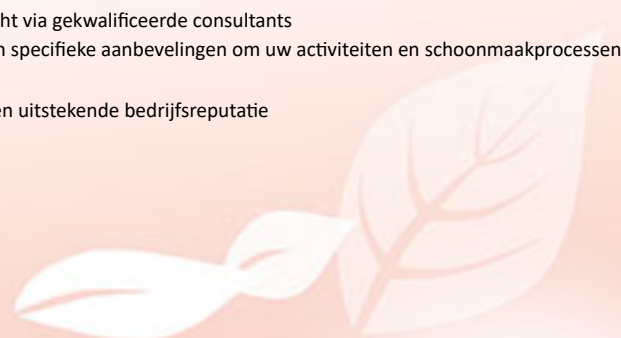 ht via gekwalificeerde consultants
n specifieke aanbevelingen om uw activiteiten en schoonmaakprocessen
en uitstekende bedrijfsreputatie